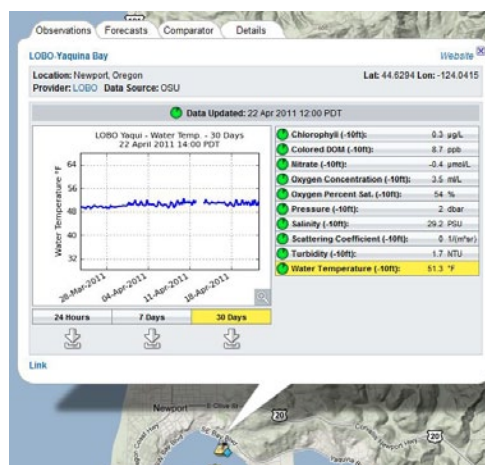 Observations Forecasts Comparator Details
LOBO-Yaquina Bay Website
Location: Newport, Oregon Lat: 44.6294 Lon: -124.0415
Provider: LOBO Data Source: OSU
Data Updated: 22 Apr 2011 12:00 PDT
LOBO Yaqui - Water Temp. - 30 Days
22 April 2011 14:00 PDT
Water Temperature °F
64
56
48
40
32
28-Mar-2011 04-Apr-2011 11-Apr-2011 18-Apr-2011
24 Hours 7 Days 30 Days
Chlorophyll (-10ft): 0.3 µg/L
Colored DOM (-10ft): 8.7 ppb
Nitrate (-10ft): -0.4 µmol/L
Oxygen Concentration (-10ft): 3.5 ml/L
Oxygen Percent Sat. (-10ft): 54 %
Pressure (-10ft): 2 dbar
Salinity (-10ft): 29.2 PSU
Scattering Coefficient (-10ft): 0 1/(m*sr)
Turbidity (-10ft): 1.7 NTU
Water Temperature (-10ft): 51.3 °F
Link
Newport
20
SE Bay Blvd
20